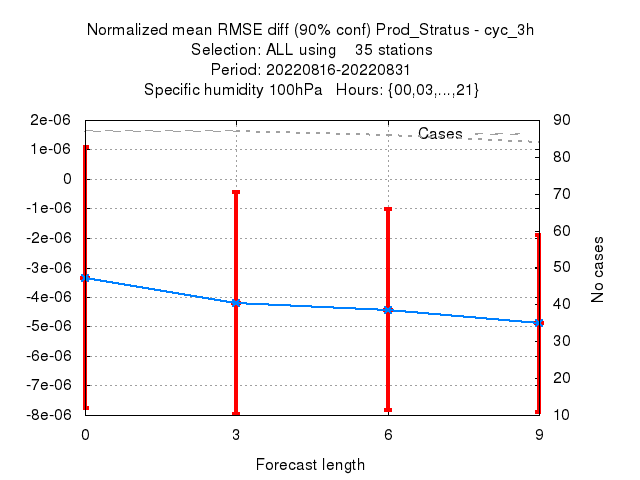 Normalized mean RMSE diff (90% conf) Prod_Stratus - cyc_3h
Selection: ALL using    35 stations
Period: 20220816-20220831
Specific humidity 100hPa   Hours: {00,03,...,21}
2e-06
1e-06
0
-1e-06
-2e-06
-3e-06
-4e-06
-5e-06
-6e-06
-7e-06
-8e-06
Cases
90
80
70
60
50
40
30
20
10
No cases
0 3 6 9
Forecast length